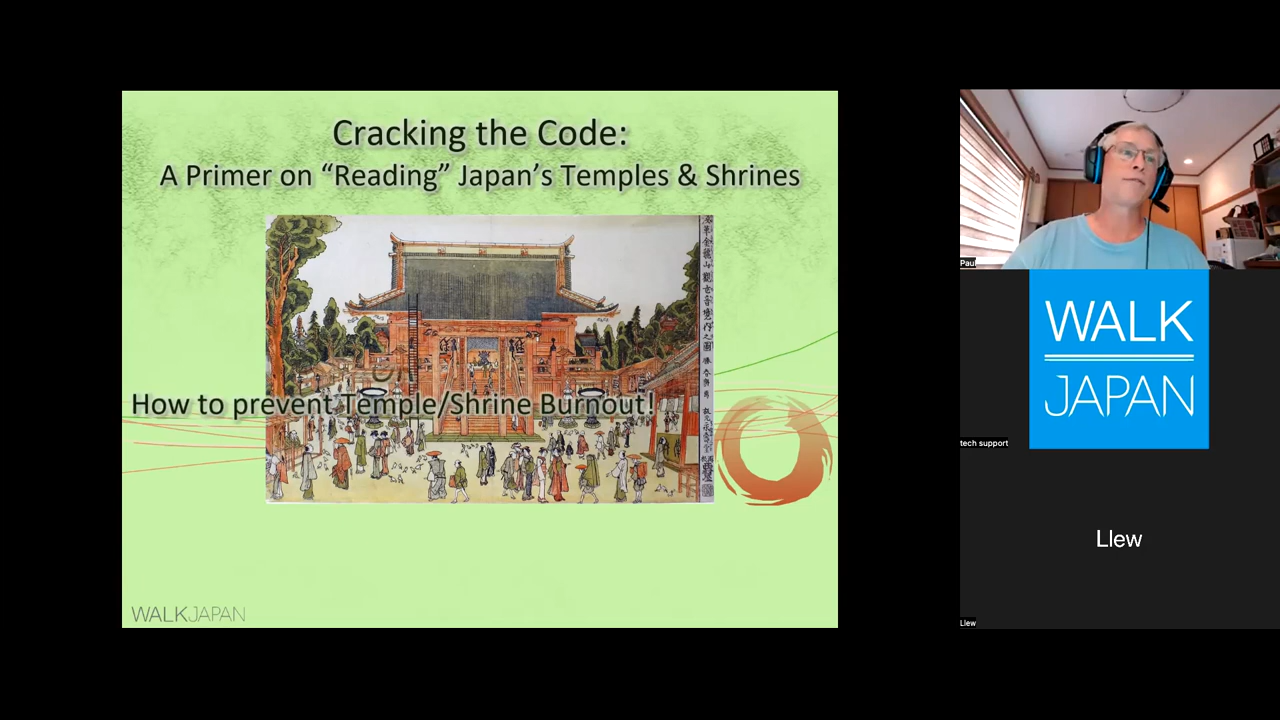 Cracking the Code:
A Primer on “Reading” Japan’s Temples & Shrines
How to prevent Temple/Shrine Burnout!
WALKJAPAN
Paul
WALK
JAPAN
tech support
Llew
Llew